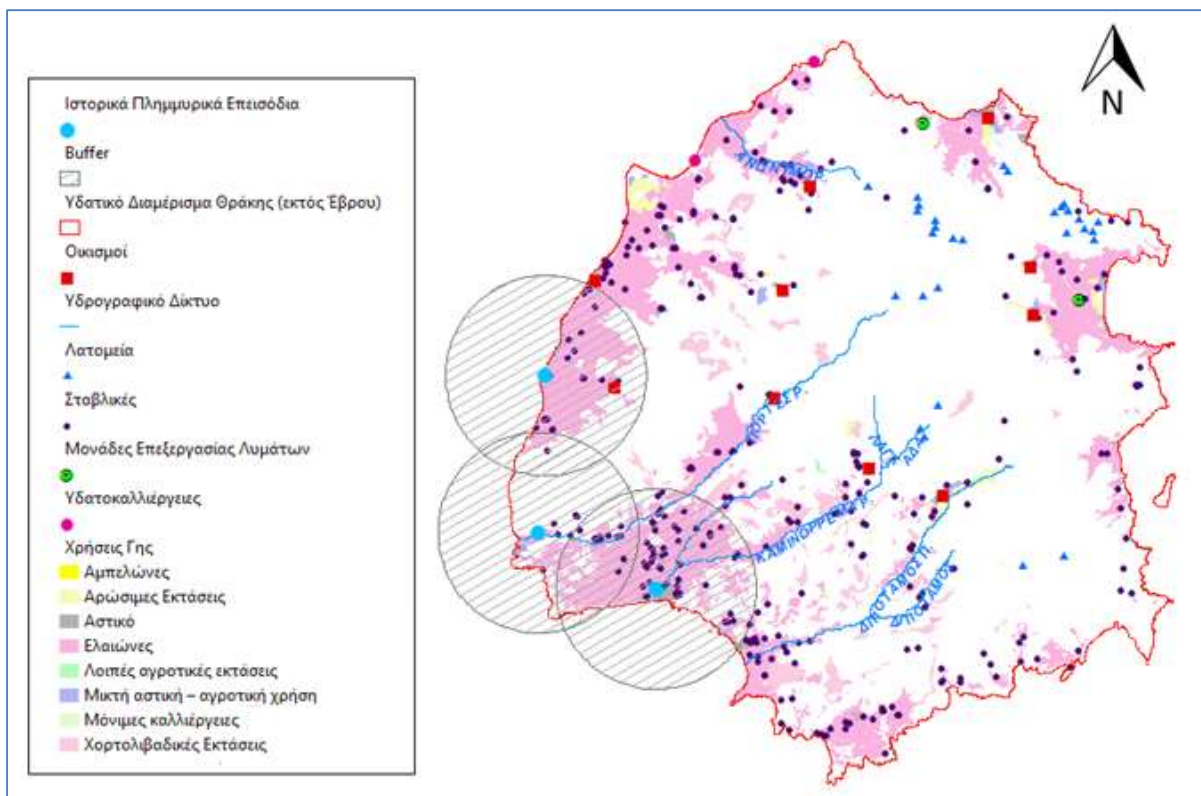 Ιστορικά Πλημμυρικά Επεισόδια
Buffer
Υδατικό Διαμέρισμα Θράκης (εκτός Έβρου)
Οικισμοί
Υδρογραφικό Δίκτυο
Λατομεία
Σταβλικές
Μονάδες Επεξεργασίας Λυμάτων
Υδατοκαλλιέργειες
Χρήσεις Γης
Αμπελώνες
Αρώσιμες Εκτάσεις
Αστικό
Ελαιώνες
Λοιπές αγροτικές εκτάσεις
Μικτή αστική – αγροτική χρήση
Μόνιμες καλλιέργειες
Χορτολιβαδικές Εκτάσεις
N
ΚΑΜΙΝΟΡΡΕΜΑ Ρ.